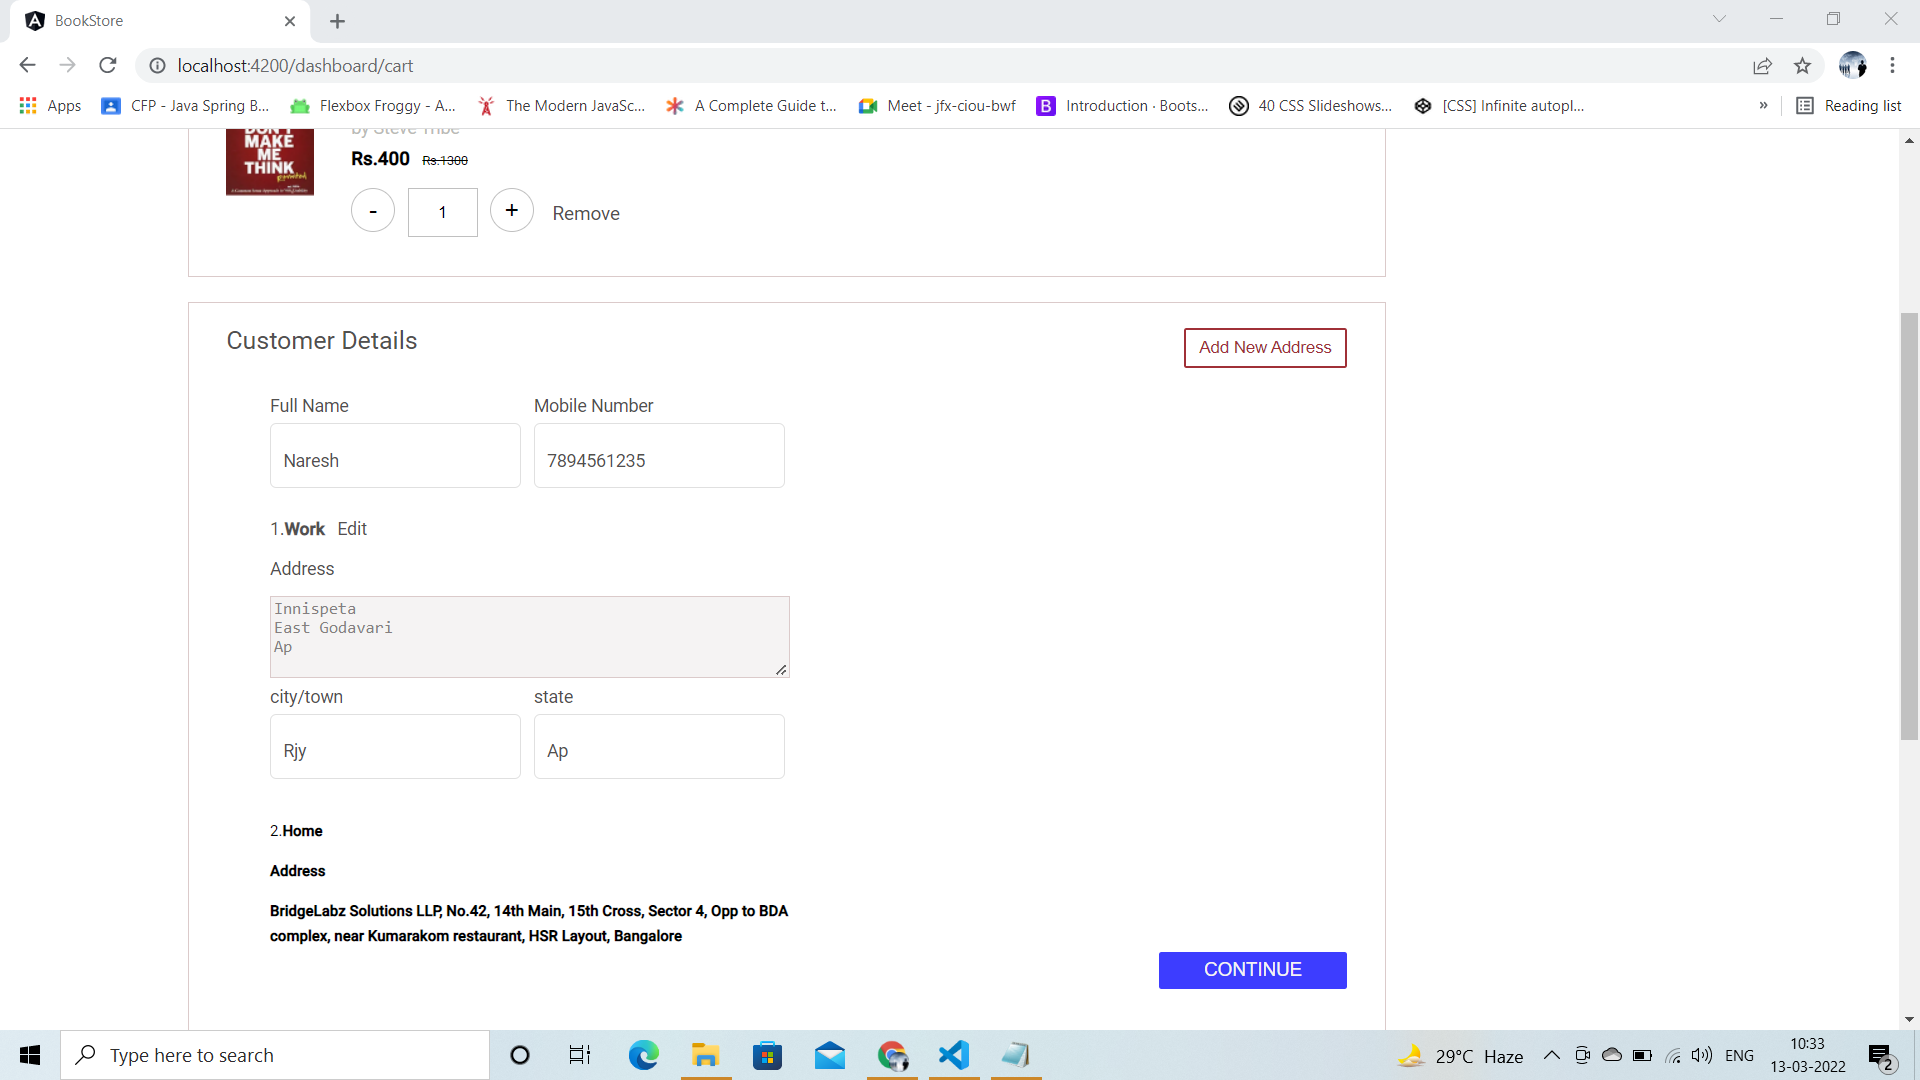 BookStore
localhost:4200/dashboard/cart
Apps CFP - Java Spring B... Flexbox Froggy - A... The Modern JavaSc... A Complete Guide t... Meet - jfx-ciou-bwf Introduction · Boots... 40 CSS Slideshows... [CSS] Infinite autopl... » Reading list
by Steve Tribe
DON'T
MAKE
ME
THINK
Rs.400 Rs.1300
- 1 + Remove
Customer Details
Add New Address
Full Name Mobile Number
Naresh 7894561235
1.Work Edit
Address
Innispeta
East Godavari
Ap
city/town state
Rjy Ap
2.Home
Address
BridgeLabz Solutions LLP, No.42, 14th Main, 15th Cross, Sector 4, Opp to BDA
complex, near Kumarakom restaurant, HSR Layout, Bangalore
CONTINUE
Type here to search
29°C Haze
ENG
10:33
13-03-2022
2